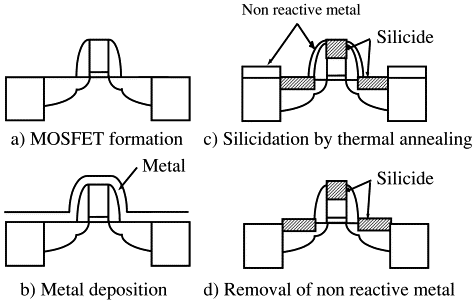 Non reactive metal
Silicide
a) MOSFET formation
c) Silicidation by thermal annealing
Metal
Silicide
b) Metal deposition
d) Removal of non reactive metal